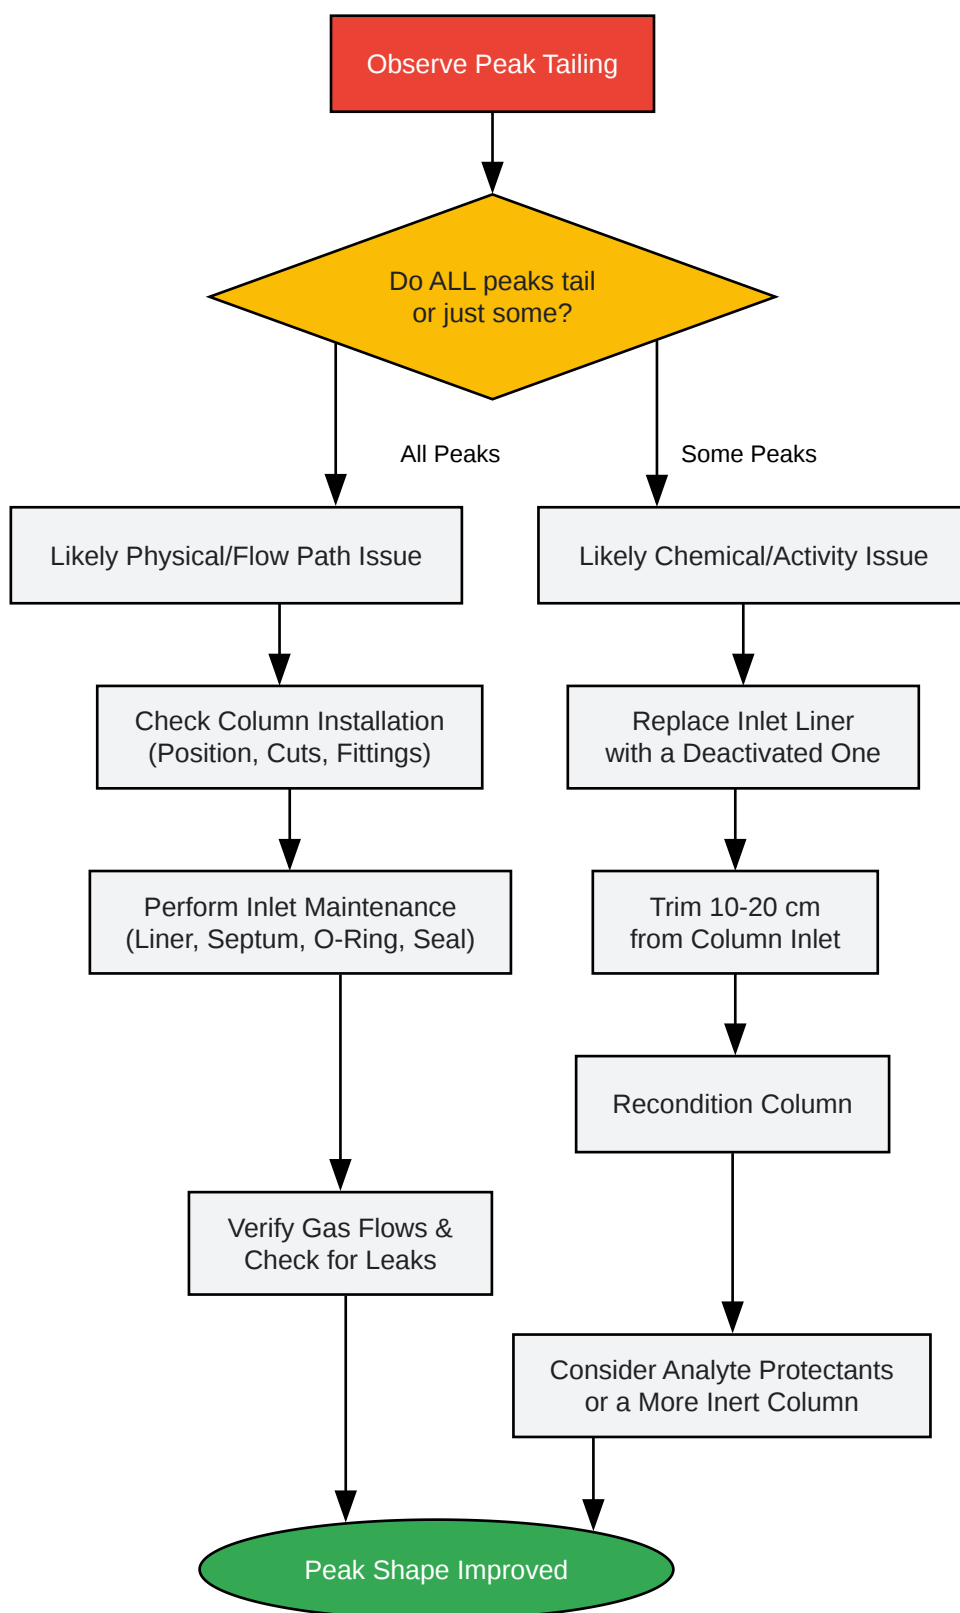 Observe Peak Tailing
Do ALL peaks tail
or just some?
All Peaks
Some Peaks
Likely Physical/Flow Path Issue
Likely Chemical/Activity Issue
Check Column Installation
(Position, Cuts, Fittings)
Replace Inlet Liner
with a Deactivated One
Perform Inlet Maintenance
(Liner, Septum, O-Ring, Seal)
Trim 10-20 cm
from Column Inlet
Recondition Column
Verify Gas Flows &
Check for Leaks
Consider Analyte Protectants
or a More Inert Column
Peak Shape Improved